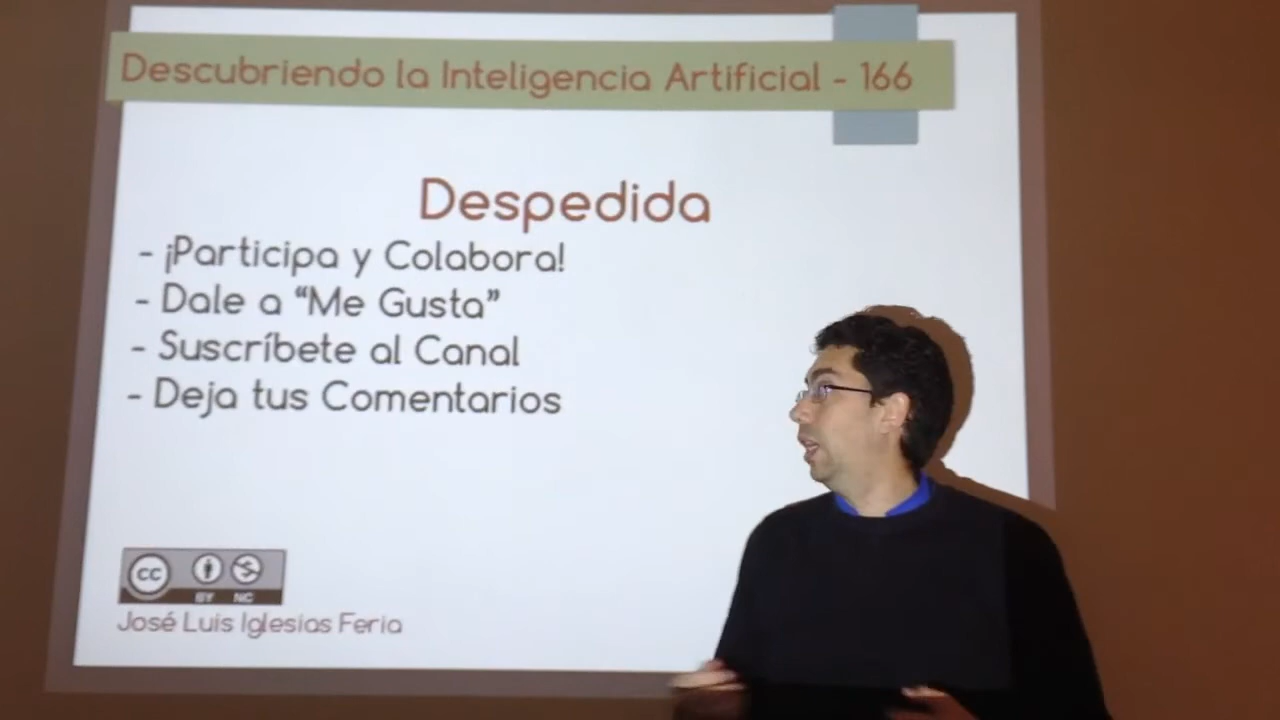 Descubriendo la Inteligencia Artificial - 166
Despedida
- ¡Participa y Colabora!
- Dale a “Me Gusta”
- Suscríbete al Canal
- Deja tus Comentarios
cc
BY NC
José Luis Iglesias Feria